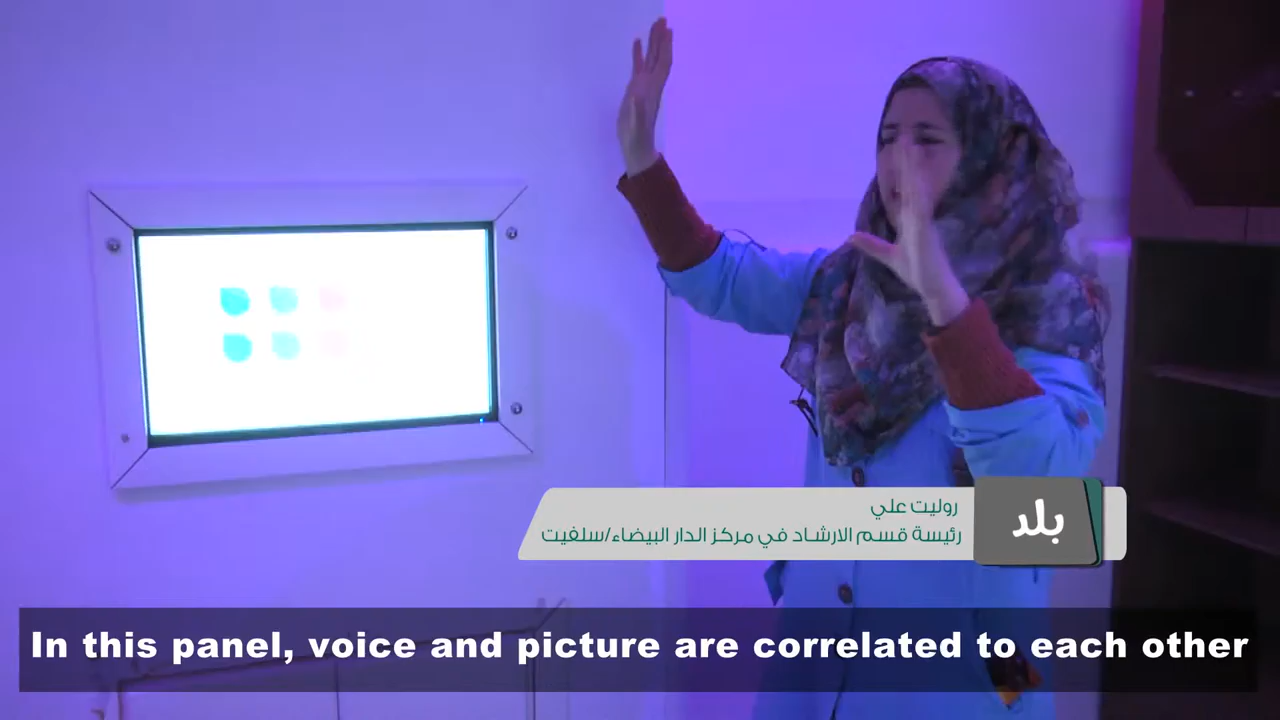 روليت علي
رئيسة قسم الارشاد في مركز الدار البيضاء/سلفيت
بلد
In this panel, voice and picture are correlated to each other